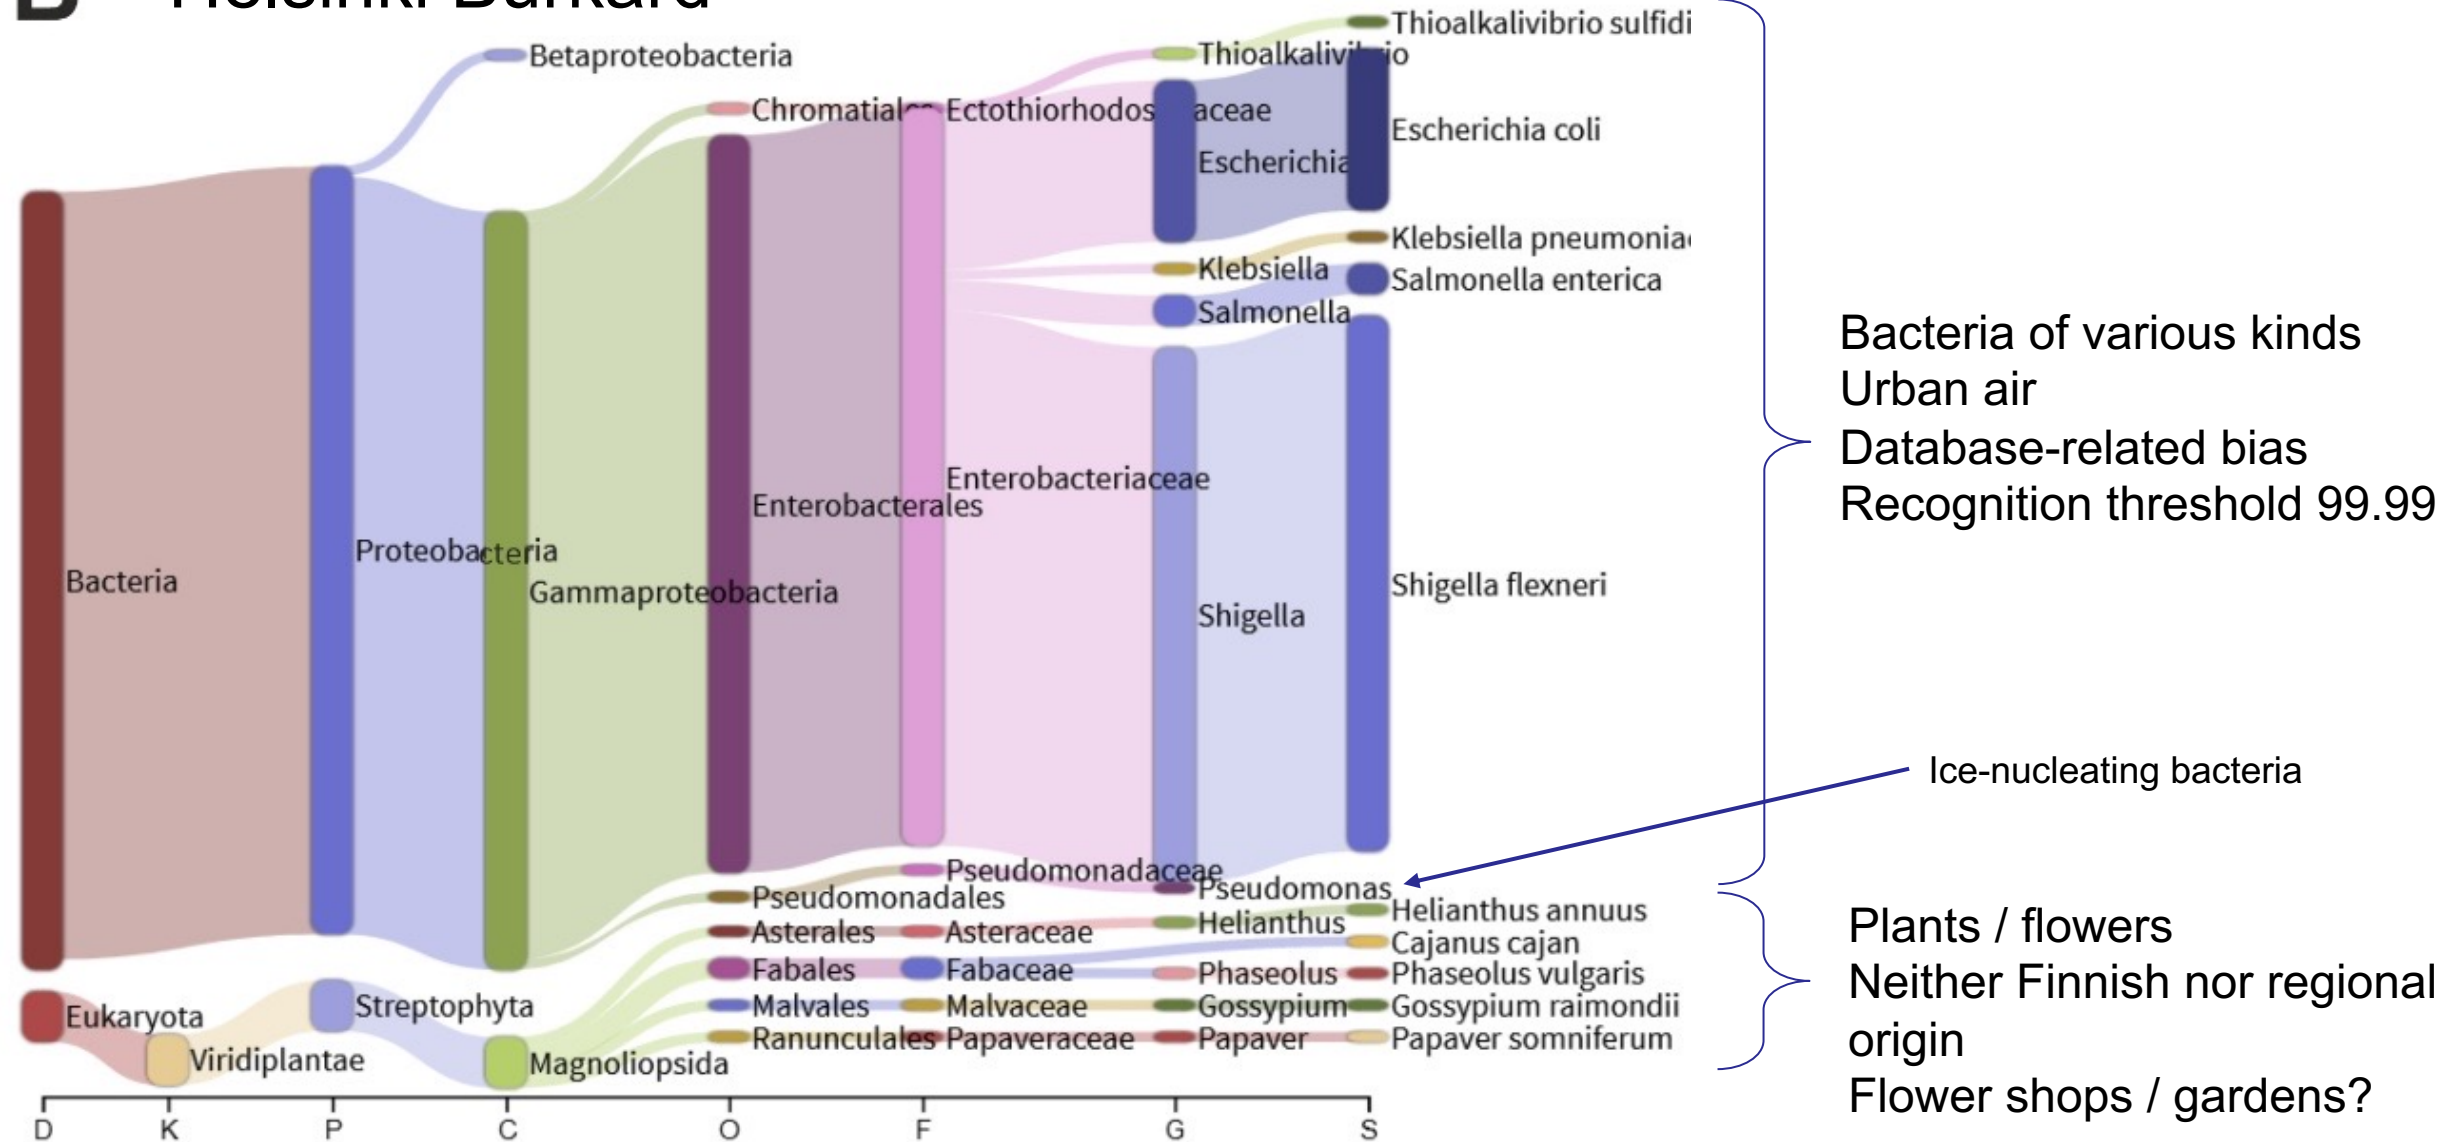 B Helsinki Burkard
Thioalkalivibrio sulfidi
Betaproteobacteria
Thioalkalivibrio
Chromatiales
Ectothiorhodospiraceae
Escherichia coli
Escherichia
Klebsiella pneumoniae
Klebsiella
Salmonella enterica
Salmonella
Enterobacteriaceae
Enterobacterales
Proteobacteria
Bacteria
Gammaproteobacteria
Shigella flexneri
Shigella
Pseudomonadaceae
Pseudomonas
Pseudomonadales
Helianthus annuus
Helianthus
Asterales
Asteraceae
Cajanus cajan
Fabales
Fabaceae
Phaseolus
Phaseolus vulgaris
Eukaryota
Streptophyta
Malvales
Malvaceae
Gossypium
Gossypium raimondii
Ranunculales
Papaveraceae
Papaver
Papaver somniferum
Viridiplantae
Magnoliopsida
D K P C O F G S
Bacteria of various kinds
Urban air
Database-related bias
Recognition threshold 99.99
Ice-nucleating bacteria
Plants / flowers
Neither Finnish nor regional
origin
Flower shops / gardens?